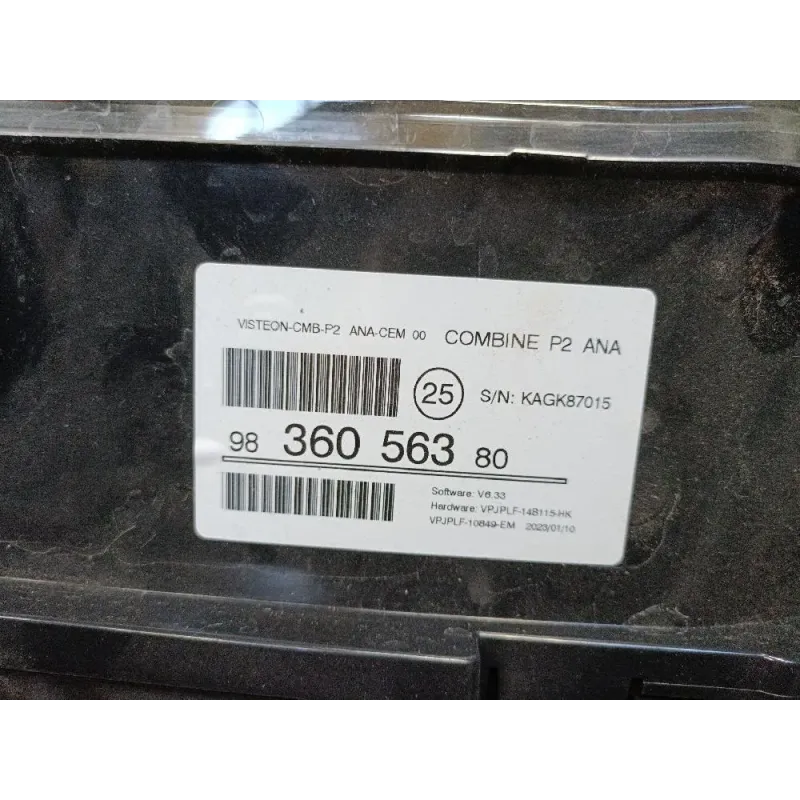 VISTEON-CMB-P2 ANA-CEM 00 COMBINE P2 ANA
25 S/N: KAGK87015
98 360 563 80
Software: V6.33
Hardware: VPJPLF-14B115-HK
VPJPLF-10849-EM 2023/01/10